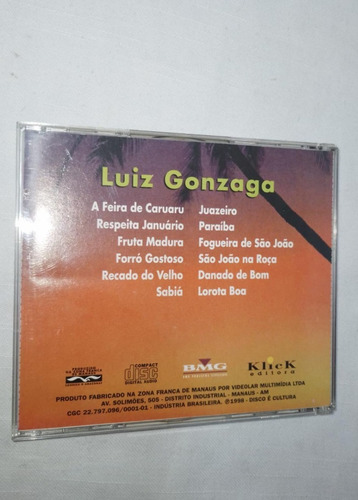 Luiz Gonzaga
A Feira de Caruaru
Respeita Januário
Fruta Madura
Forró Gostoso
Recado do Velho
Sabiá
Juazeiro
Paraiba
Fogueira de São João
São João na Roça
Danado de Bom
Lorota Boa
COMPACT
disc
DIGITAL AUDIO
BMG
Klick
editora
PRODUTO FABRICADO NA ZONA FRANCA DE MANAUS POR VIDEOLAR MULTIMÍDIA LTDA
AV. SOLIMÕES, 505 - DISTRITO INDUSTRIAL - MANAUS - AM
CGC 22.797.096/0001-01 - INDÚSTRIA BRASILEIRA. ℗1998 - DISCO É CULTURA